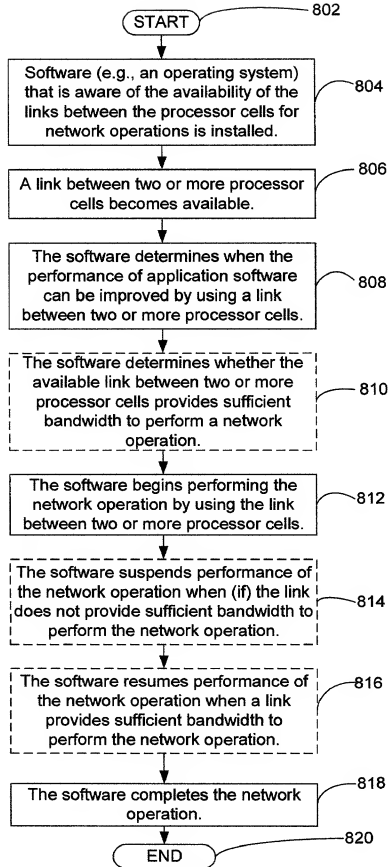 START
802
Software (e.g., an operating system)
that is aware of the availability of the
links between the processor cells for
network operations is installed.
804
A link between two or more processor
cells becomes available.
806
The software determines when the
performance of application software
can be improved by using a link
between two or more processor cells.
808
The software determines whether the
available link between two or more
processor cells provides sufficient
bandwidth to perform a network
operation.
810
The software begins performing the
network operation by using the link
between two or more processor cells.
812
The software suspends performance of
the network operation when (if) the link
does not provide sufficient bandwidth to
perform the network operation.
814
The software resumes performance of
the network operation when a link
provides sufficient bandwidth to
perform the network operation.
816
The software completes the network
operation.
818
END
820